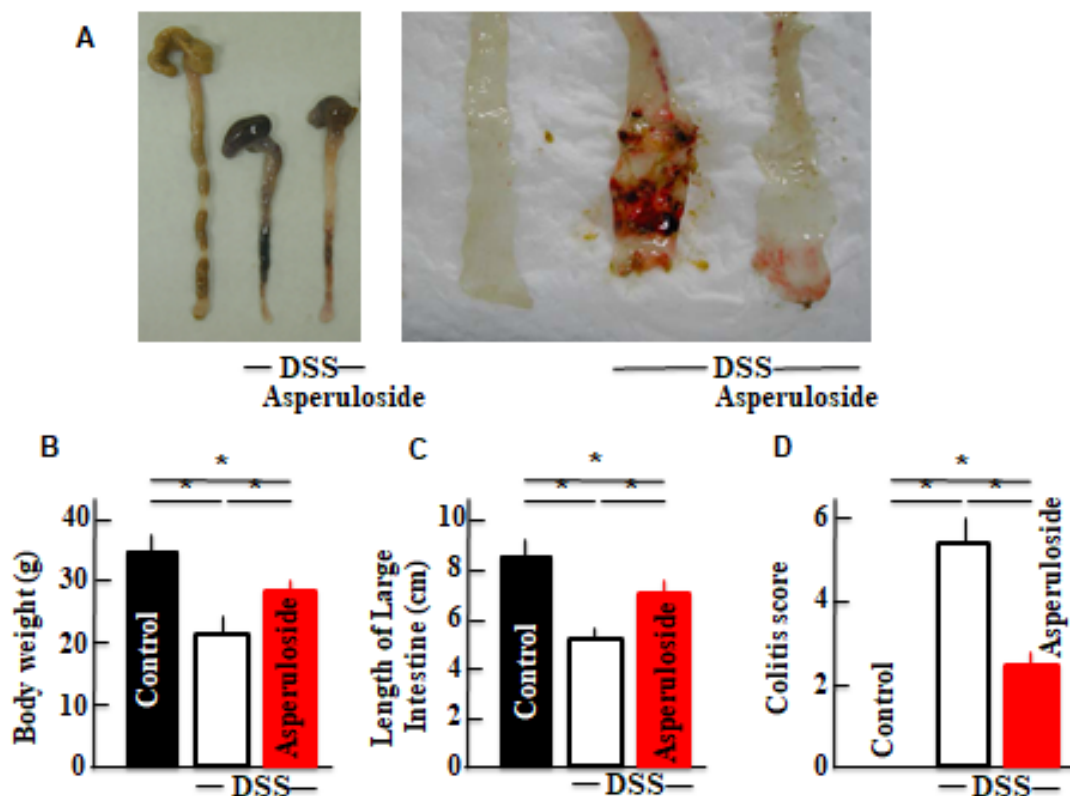 A
DSS
Asperuloside
DSS
Asperuloside
B
*
* *
Body weight (g)
40
30
20
10
0
Control
Asperuloside
DSS
C
*
* *
Length of Large
Intestine (cm)
10
8
6
4
2
0
Control
Asperuloside
DSS
D
*
* *
Colitis score
6
4
2
0
Control
Asperuloside
DSS